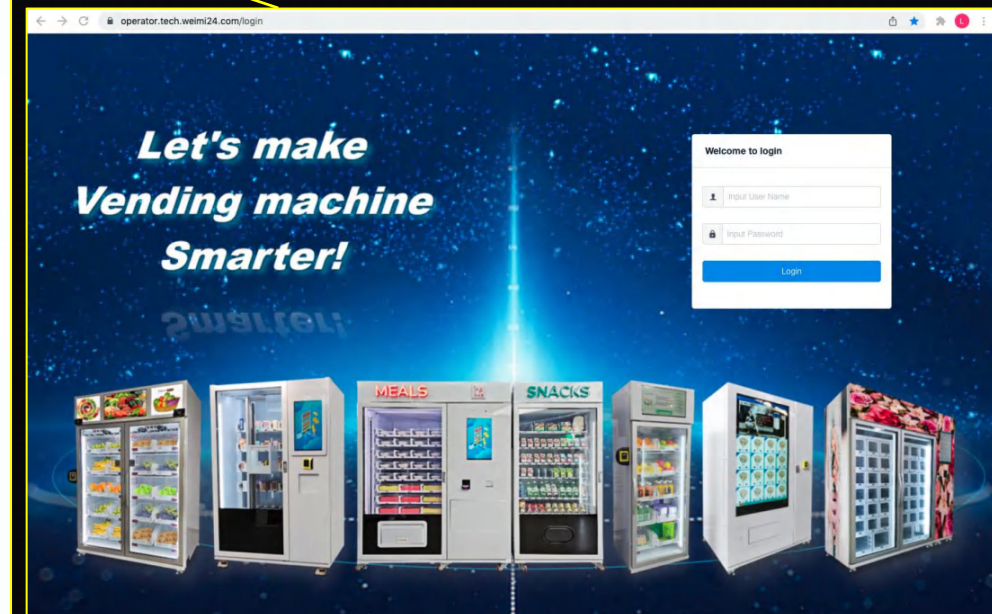 operator.tech.weimi24.com/login
L
Let's make
Vending machine
Smarter!
Welcome to login
Input User Name
Input Password
Login
Smarter!
MEALS
SNACKS